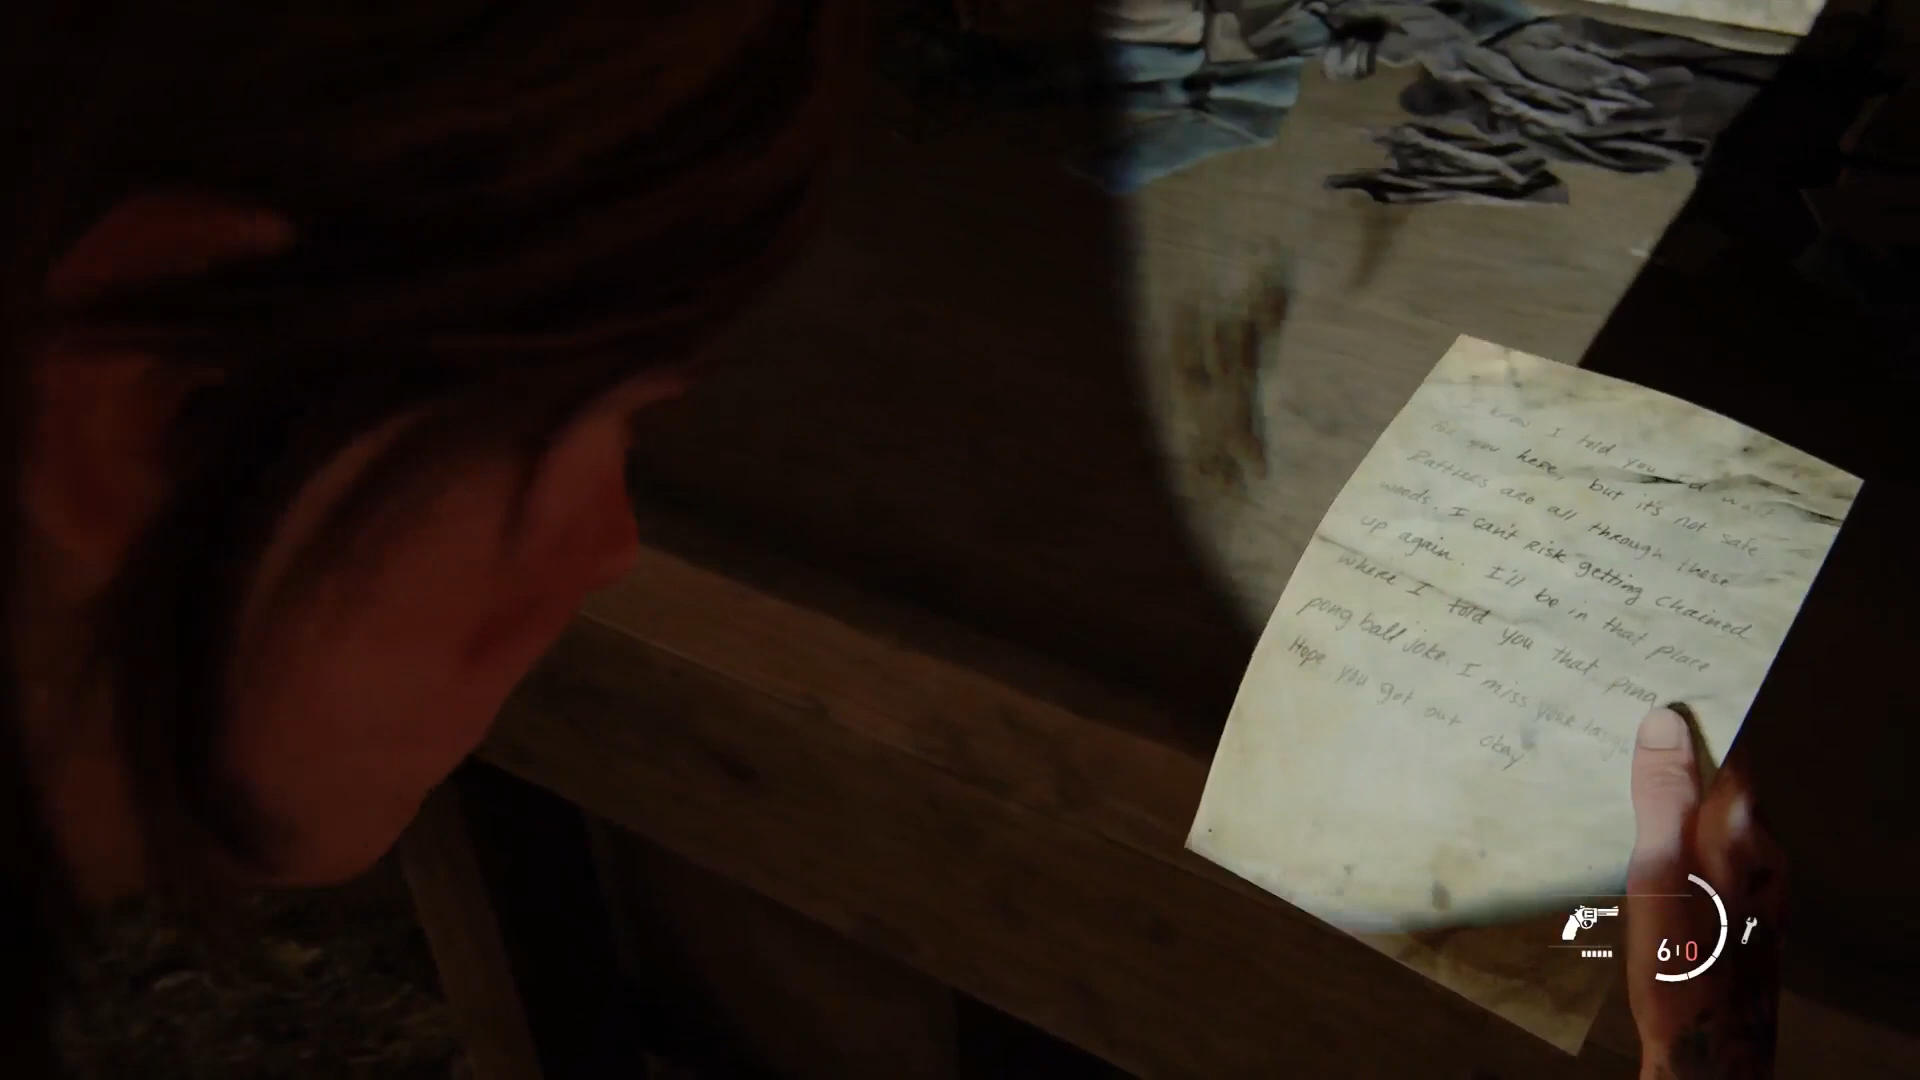 I know I told you I'd wait
for you here, but it's not safe
Rattlers are all through these
woods. I can't risk getting chained
up again. I'll be in that place
where I told you that ping
pong ball joke. I miss your laugh
Hope you got out okay
6 0